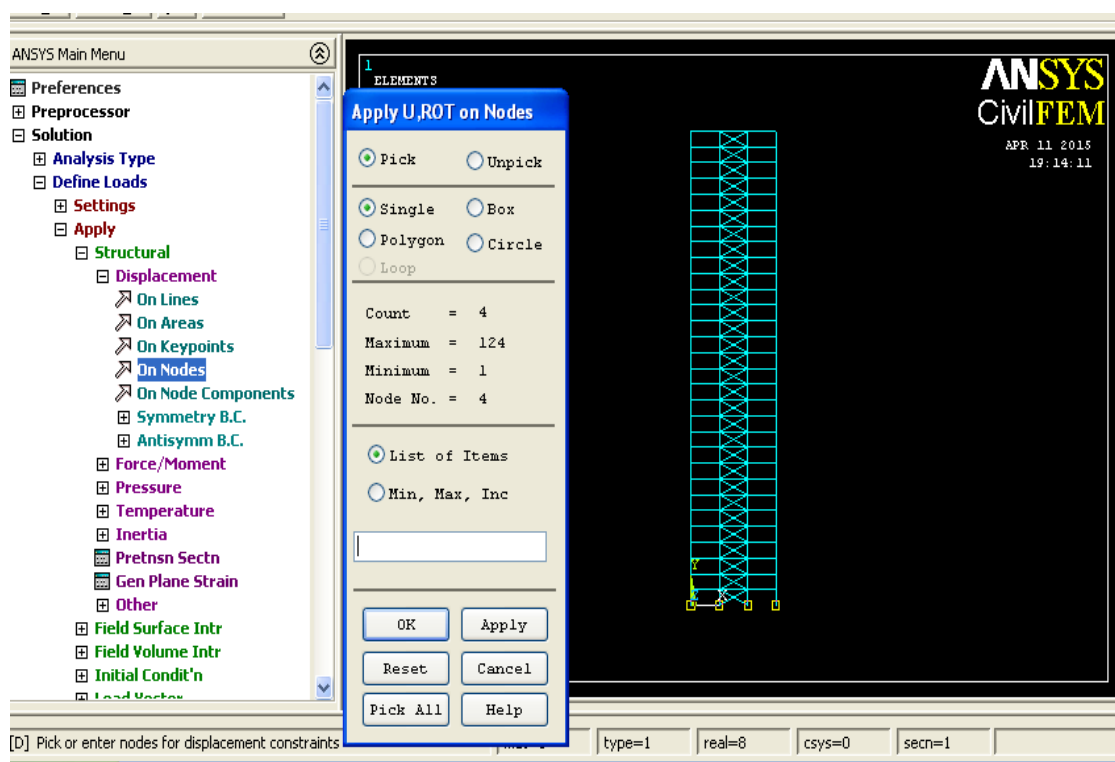 ANSYS Main Menu
Preferences
Preprocessor
Solution
Analysis Type
Define Loads
Settings
Apply
Structural
Displacement
On Lines
On Areas
On Keypoints
On Nodes
On Node Components
Symmetry B.C.
Antisymm B.C.
Force/Moment
Pressure
Temperature
Inertia
Pretnsn Sectn
Gen Plane Strain
Other
Field Surface Intr
Field Volume Intr
Initial Condit'n
Load Vector
1
ELEMENTS
Apply U,ROT on Nodes
Pick Unpick
Single Box
Polygon Circle
Loop
Count = 4
Maximum = 124
Minimum = 1
Node No. = 4
List of Items
Min, Max, Inc
OK Apply
Reset Cancel
Pick All Help
ANSYS
CivilFEM
APR 11 2015
19:14:11
Y
Z X
[D] Pick or enter nodes for displacement constraints
type=1 real=8 csys=0 secn=1